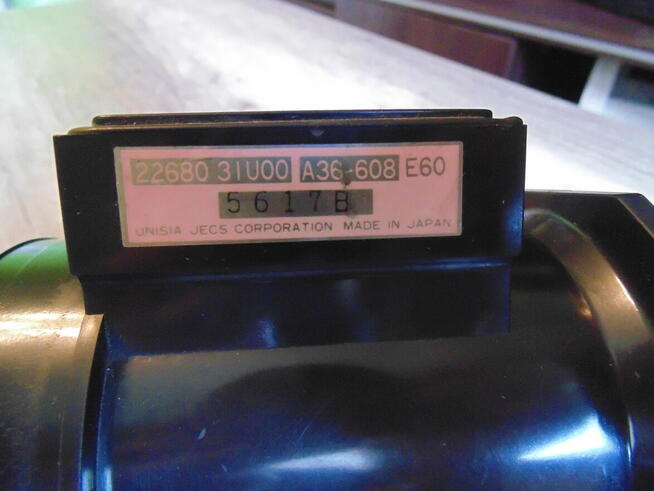 22680 31U00 A36-608 E60
5617B
UNISIA JECS CORPORATION MADE IN JAPAN